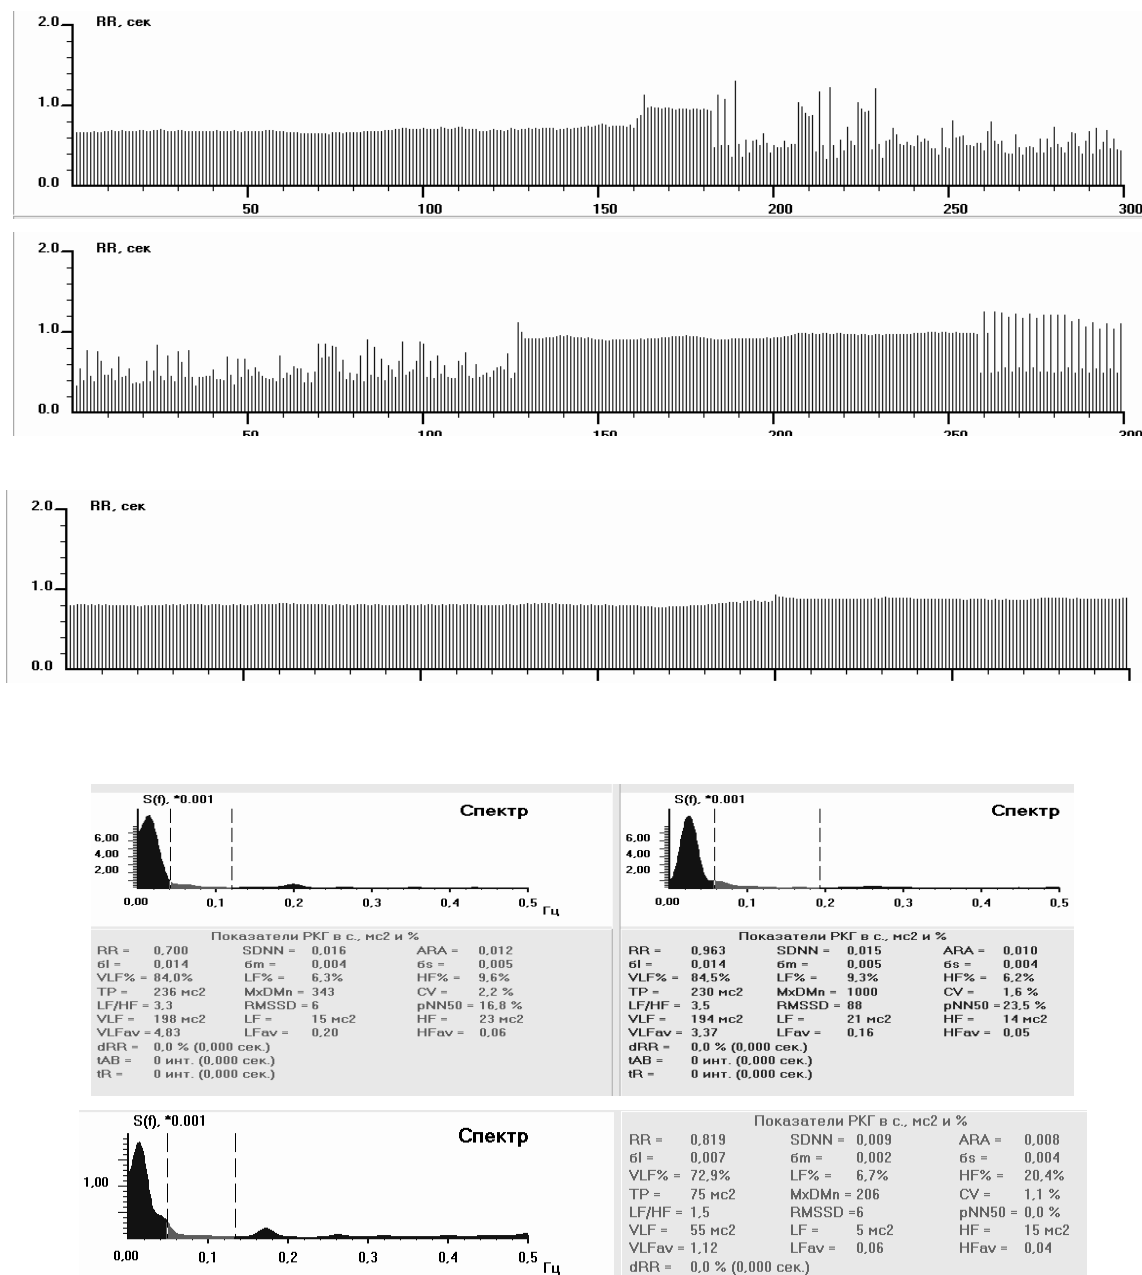 2.0 RR, сек
1.0
0.0
50 100 150 200 250 300
2.0 RR, сек
1.0
0.0
50 100 150 200 250 300
2.0 RR, сек
1.0
0.0
S(f), *0.001 Спектр
6,00
4,00
2,00
0,00 0,1 0,2 0,3 0,4 0,5 Гц
Показатели РКГ в с., мс2 и %
RR = 0,700 SDNN = 0,016 ARA = 0,012
бl = 0,014 бm = 0,004 бs = 0,005
VLF% = 84,0% LF% = 6,3% HF% = 9,6%
TP = 236 мс2 MxDMn = 343 CV = 2,2 %
LF/HF = 3,3 RMSSD = 6 pNN50 = 16,8 %
VLF = 198 мс2 LF = 15 мс2 HF = 23 мс2
VLFav = 4,83 LFav = 0,20 HFav = 0,06
dRR = 0,0 % (0,000 сек.)
tAB = 0 инт. (0,000 сек.)
tR = 0 инт. (0,000 сек.)
S(f), *0.001 Спектр
6,00
4,00
2,00
0,00 0,1 0,2 0,3 0,4 0,5
Показатели РКГ в с., мс2 и %
RR = 0,963 SDNN = 0,015 ARA = 0,010
бl = 0,014 бm = 0,005 бs = 0,004
VLF% = 84,5% LF% = 9,3% HF% = 6,2%
TP = 230 мс2 MxDMn = 1000 CV = 1,6 %
LF/HF = 3,5 RMSSD = 88 pNN50 = 23,5 %
VLF = 194 мс2 LF = 21 мс2 HF = 14 мс2
VLFav = 3,37 LFav = 0,16 HFav = 0,05
dRR = 0,0 % (0,000 сек.)
tAB = 0 инт. (0,000 сек.)
tR = 0 инт. (0,000 сек.)
S(f), *0.001 Спектр
1,00
0,00 0,1 0,2 0,3 0,4 0,5 Гц
Показатели РКГ в с., мс2 и %
RR = 0,819 SDNN = 0,009 ARA = 0,008
бl = 0,007 бm = 0,002 бs = 0,004
VLF% = 72,9% LF% = 6,7% HF% = 20,4%
TP = 75 мс2 MxDMn = 206 CV = 1,1 %
LF/HF = 1,5 RMSSD =6 pNN50 = 0,0 %
VLF = 55 мс2 LF = 5 мс2 HF = 15 мс2
VLFav = 1,12 LFav = 0,06 HFav = 0,04
dRR = 0,0 % (0,000 сек.)